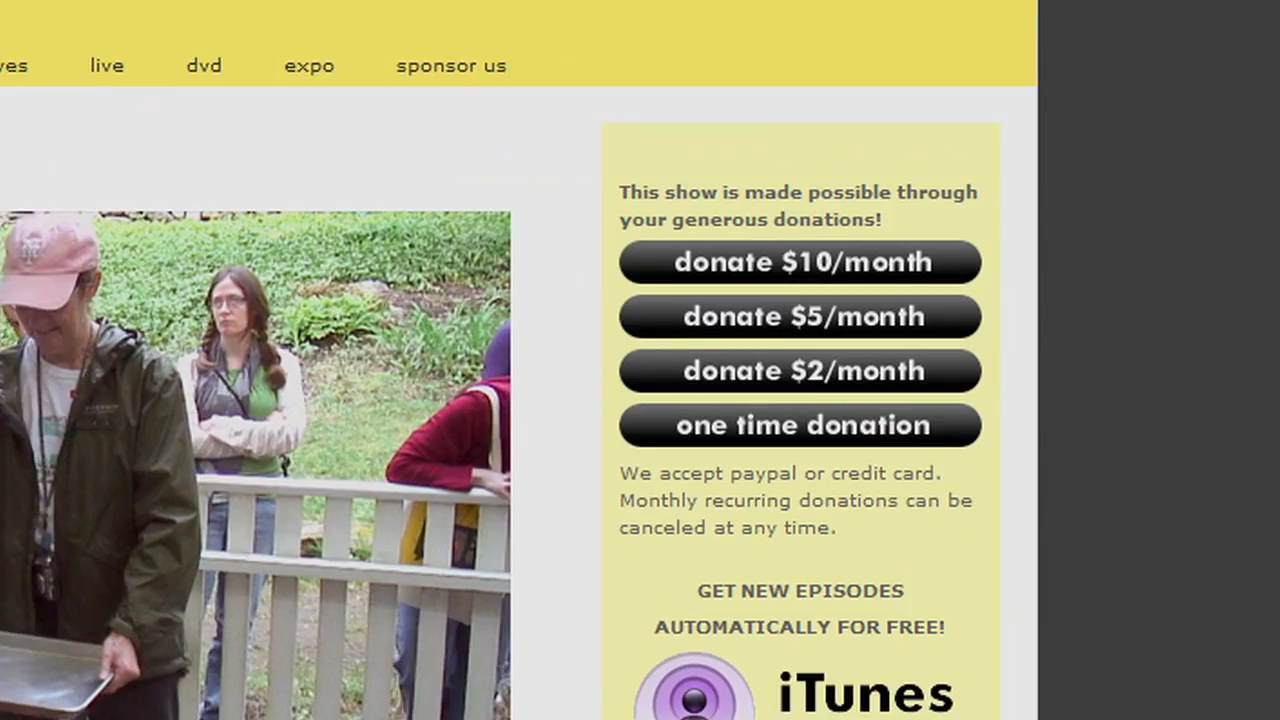 live dvd expo sponsor us
This show is made possible through
your generous donations!
donate $10/month
donate $5/month
donate $2/month
one time donation
We accept paypal or credit card.
Monthly recurring donations can be
canceled at any time.
GET NEW EPISODES
AUTOMATICALLY FOR FREE!
iTunes